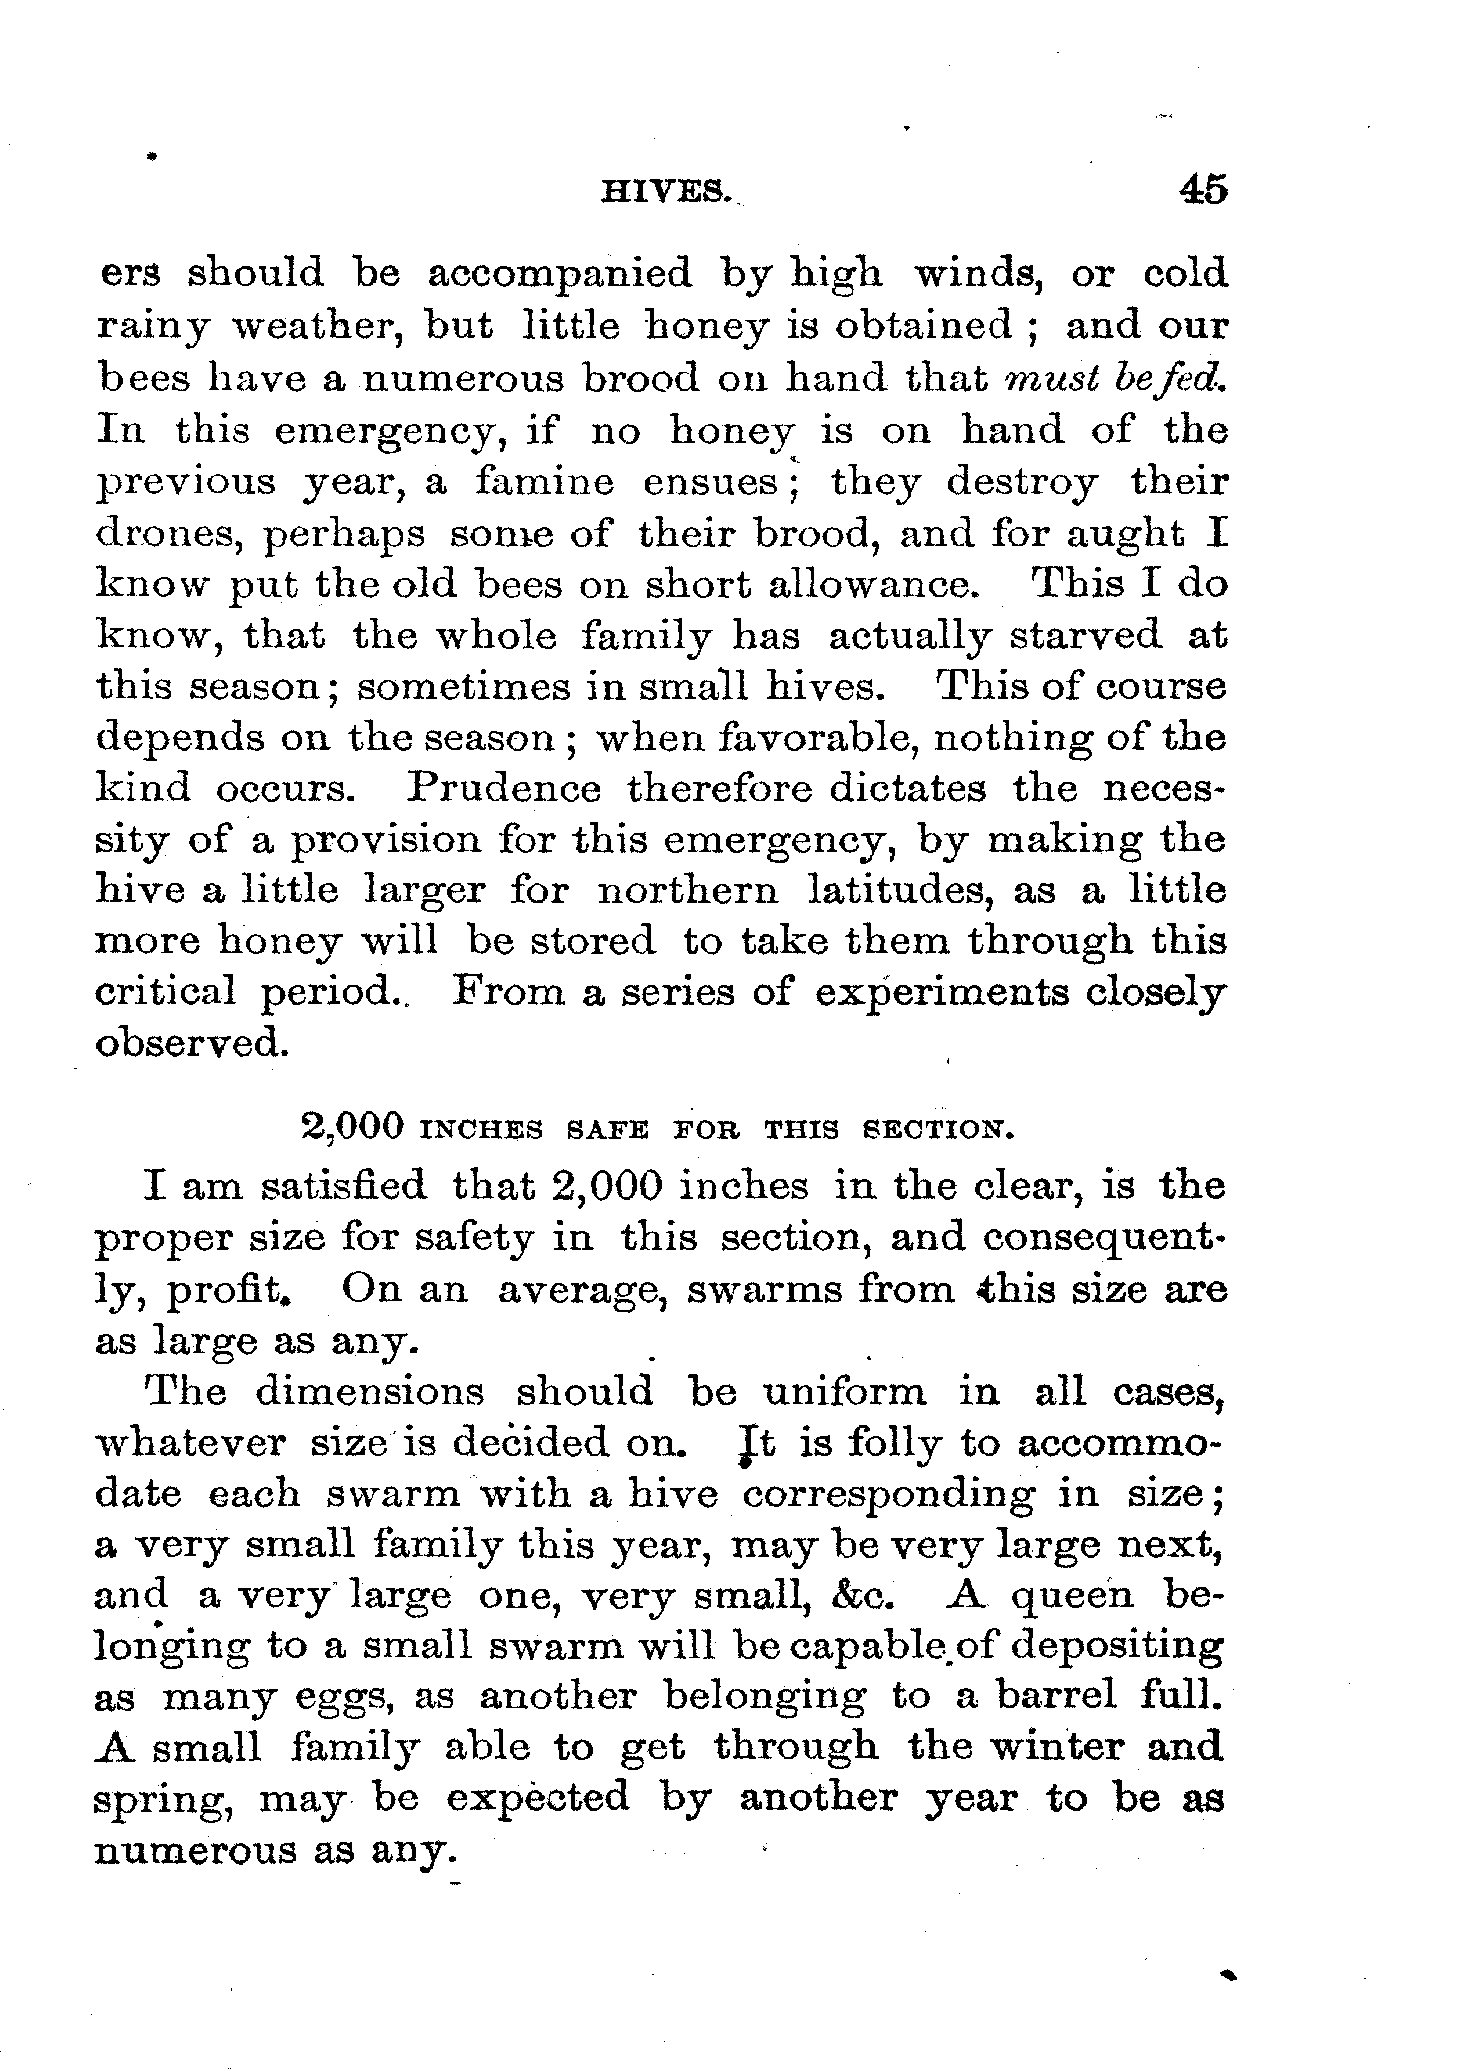 HIVES. 45
ers should be accompanied by high winds, or cold
rainy weather, but little honey is obtained ; and our
bees have a numerous brood on hand that must be fed.
In this emergency, if no honey is on hand of the
previous year, a famine ensues ; they destroy their
drones, perhaps some of their brood, and for aught I
know put the old bees on short allowance. This I do
know, that the whole family has actually starved at
this season; sometimes in small hives. This of course
depends on the season ; when favorable, nothing of the
kind occurs. Prudence therefore dictates the neces-
sity of a provision for this emergency, by making the
hive a little larger for northern latitudes, as a little
more honey will be stored to take them through this
critical period. From a series of experiments closely
observed.
2,000 INCHES SAFE FOR THIS SECTION.
I am satisfied that 2,000 inches in the clear, is the
proper size for safety in this section, and consequent-
ly, profit. On an average, swarms from this size are
as large as any.
The dimensions should be uniform in all cases,
whatever size is decided on. It is folly to accommo-
date each swarm with a hive corresponding in size;
a very small family this year, may be very large next,
and a very large one, very small, &c. A queen be-
longing to a small swarm will be capable of depositing
as many eggs, as another belonging to a barrel full.
A small family able to get through the winter and
spring, may be expected by another year to be as
numerous as any.